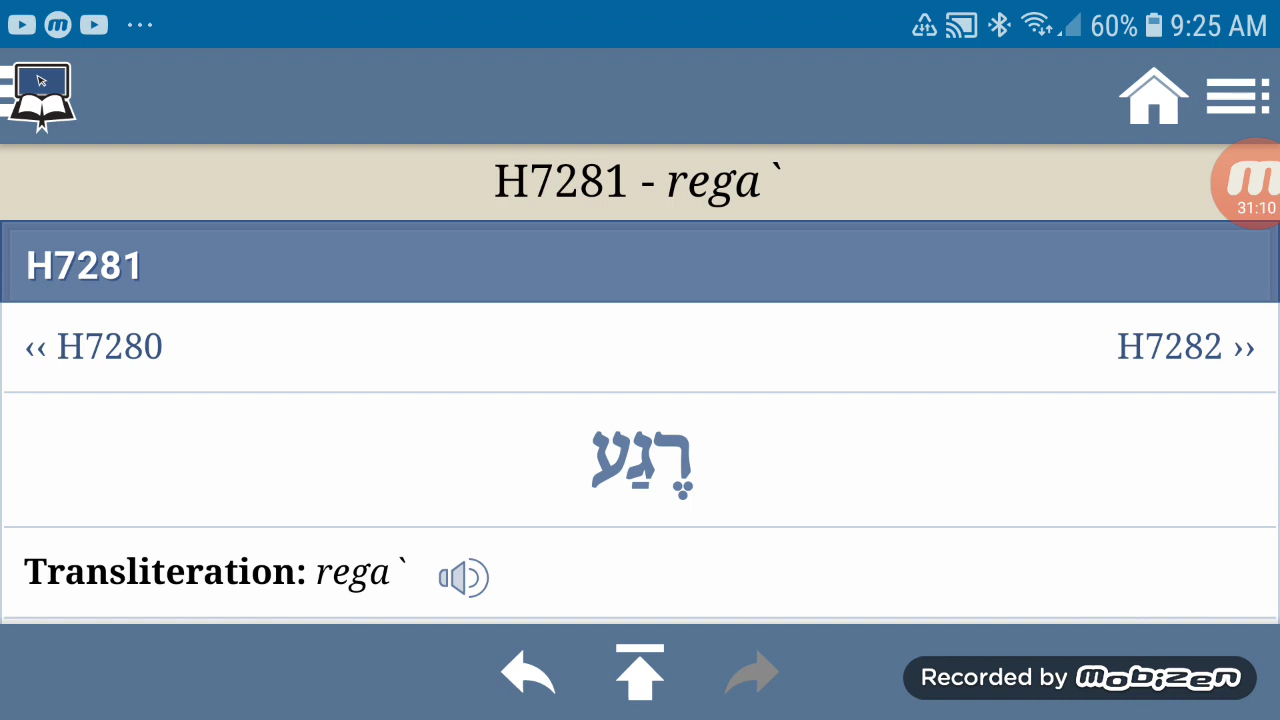 60% 9:25 AM
H7281 - rega `
31:10
H7281
‹‹ H7280
H7282 ››
רֶגַע
Transliteration: rega `
Recorded by mobizen